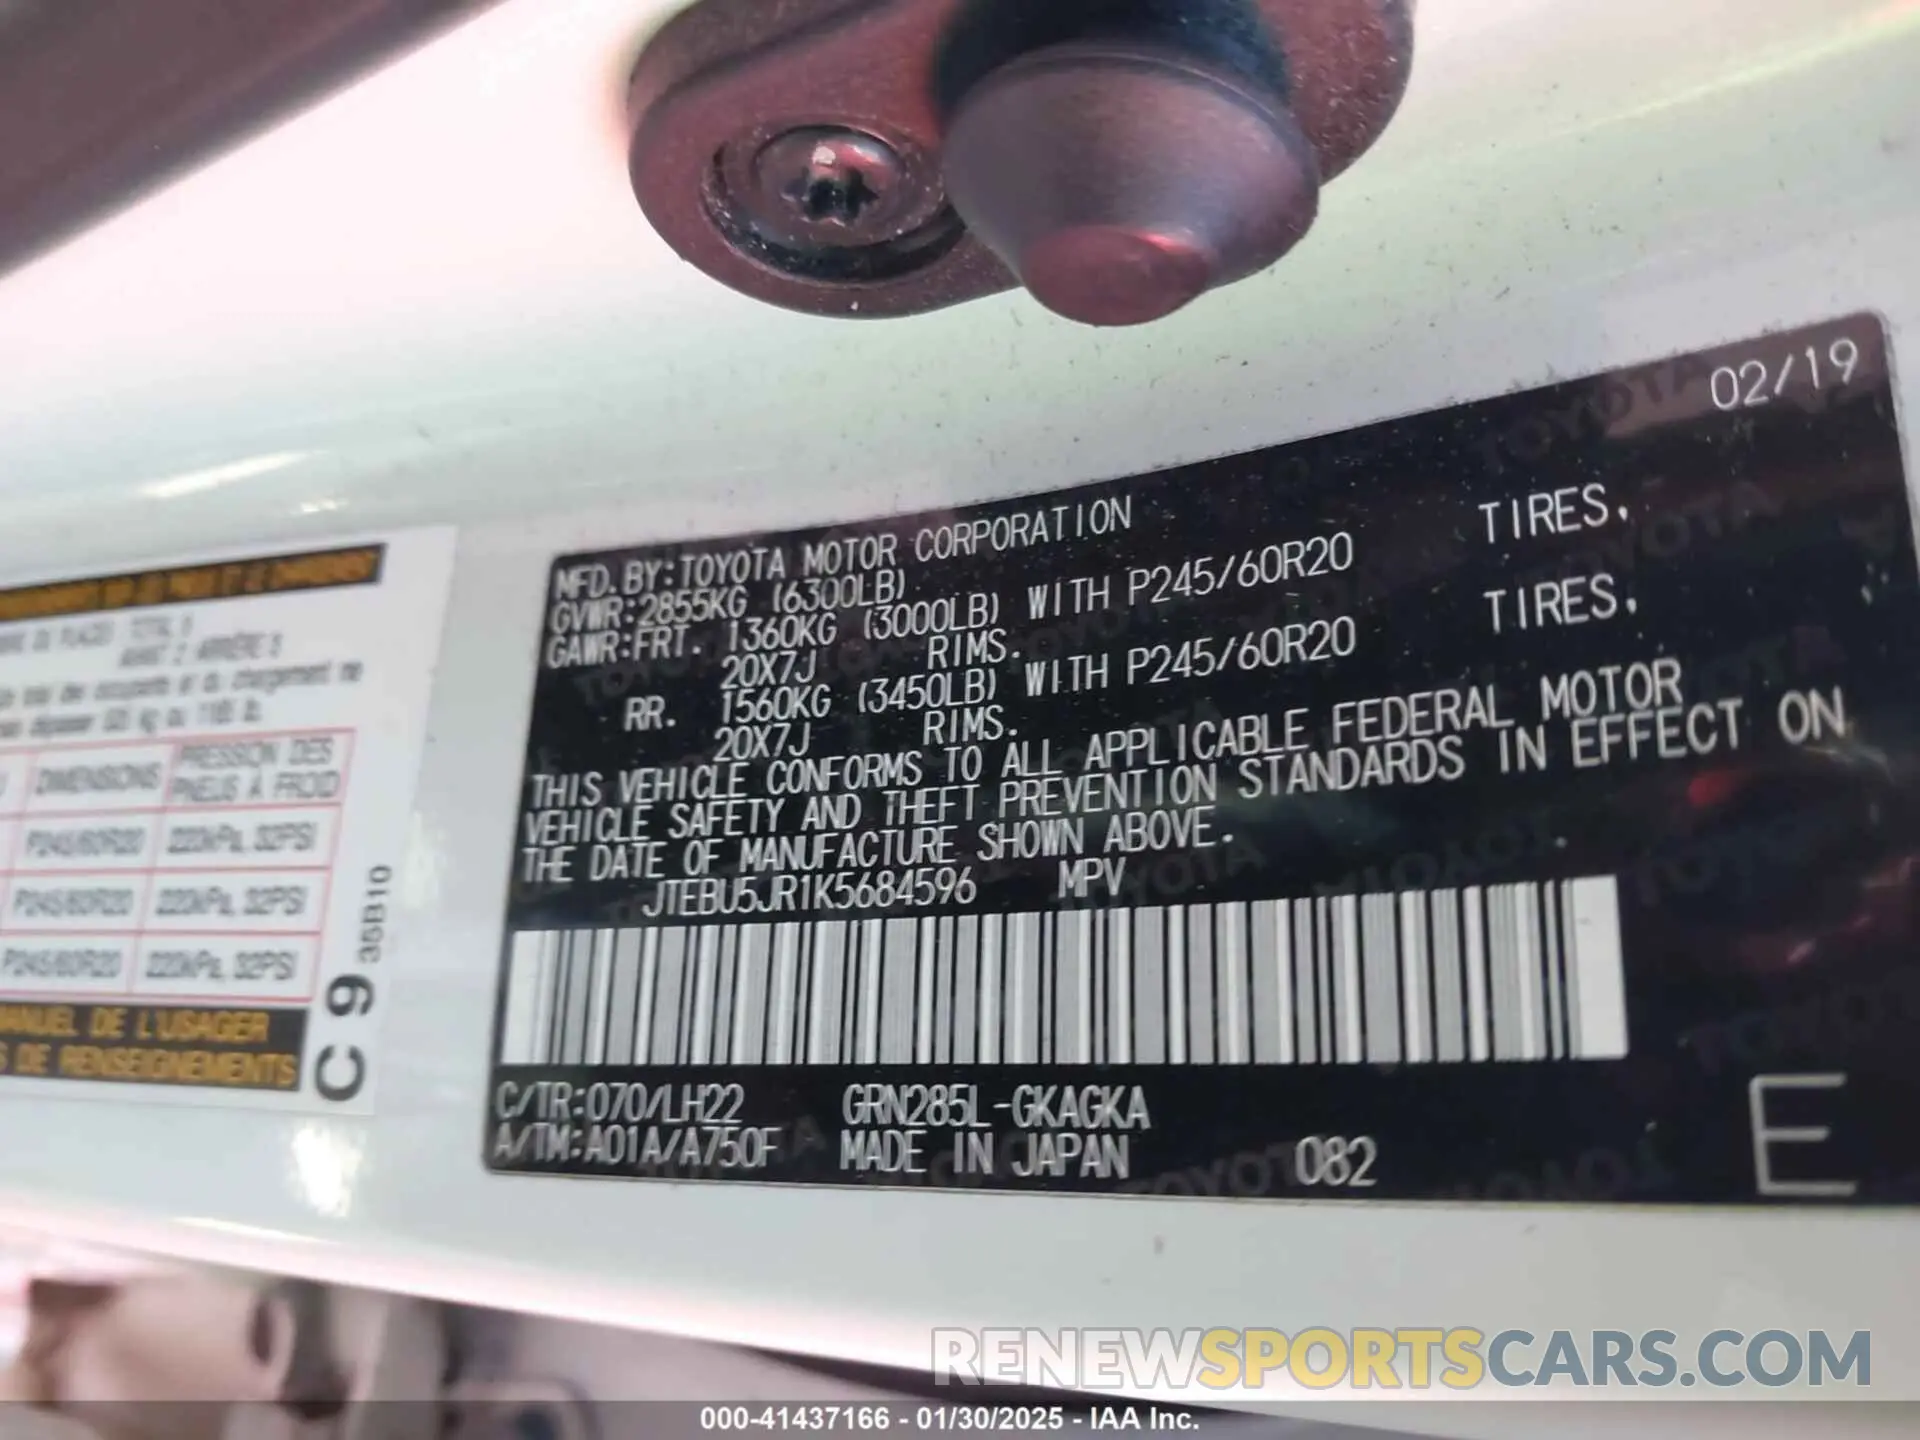 02/19
MFD.BY:TOYOTA MOTOR CORPORATION
GVWR:2855KG (6300LB)
GAWR:FRT. 1360KG (3000LB) WITH P245/60R20 TIRES,
20X7J RIMS.
RR. 1560KG (3450LB) WITH P245/60R20 TIRES,
20X7J RIMS.
THIS VEHICLE CONFORMS TO ALL APPLICABLE FEDERAL MOTOR
VEHICLE SAFETY AND THEFT PREVENTION STANDARDS IN EFFECT ON
THE DATE OF MANUFACTURE SHOWN ABOVE.
JTEBU5JR1K5684596 MPV
C/TR:070/LH22 GRN285L-GKAGKA
A/TM:A01A/A750F MADE IN JAPAN 082
E
DIMENSIONS PRESSION DES
PNEUS À FROID
P245/60R20 220kPa, 32PSI
P245/60R20 220kPa, 32PSI
P245/60R20 220kPa, 32PSI
MANUEL DE L'USAGER
DE RENSEIGNEMENTS
C 9 35B10
RENEWSPORTSCARS.COM
000-41437166 - 01/30/2025 - IAA Inc.